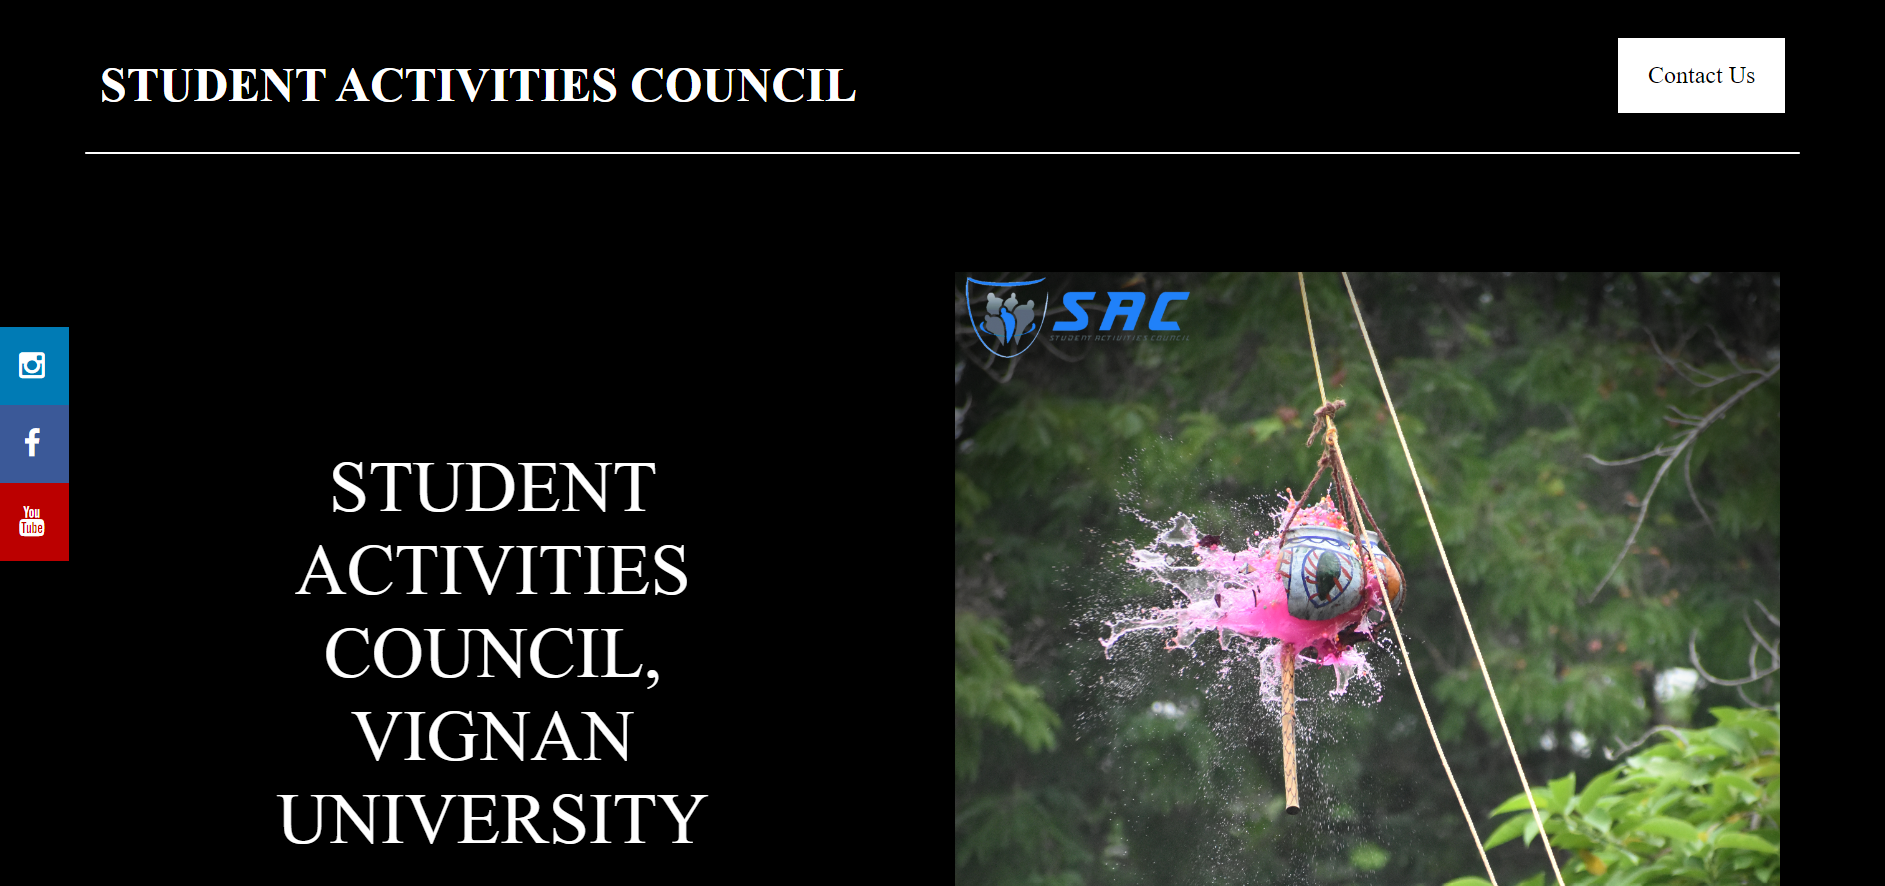 STUDENT ACTIVITIES COUNCIL
Contact Us
SAC
STUDENT ACTIVITIES COUNCIL
You
Tube
STUDENT
ACTIVITIES
COUNCIL,
VIGNAN
UNIVERSITY